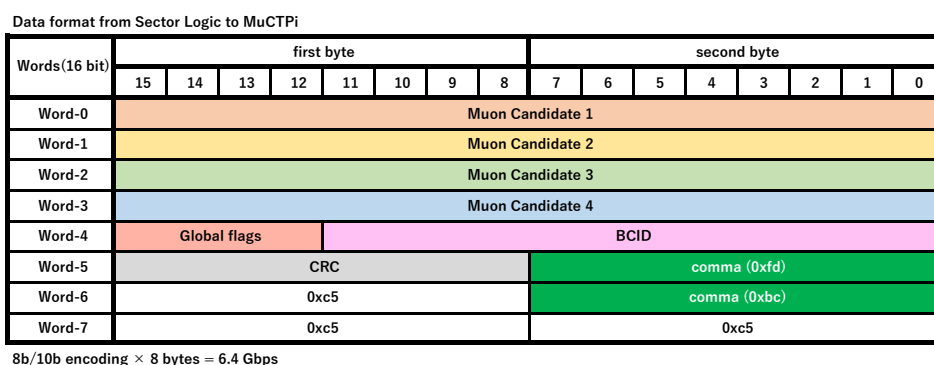 Data format from Sector Logic to MuCTPi
Words(16 bit) first byte second byte
15 14 13 12 11 10 9 8 7 6 5 4 3 2 1 0
Word-0 Muon Candidate 1
Word-1 Muon Candidate 2
Word-2 Muon Candidate 3
Word-3 Muon Candidate 4
Word-4 Global flags BCID
Word-5 CRC comma (0xfd)
Word-6 0xc5 comma (0xbc)
Word-7 0xc5 0xc5
8b/10b encoding × 8 bytes = 6.4 Gbps